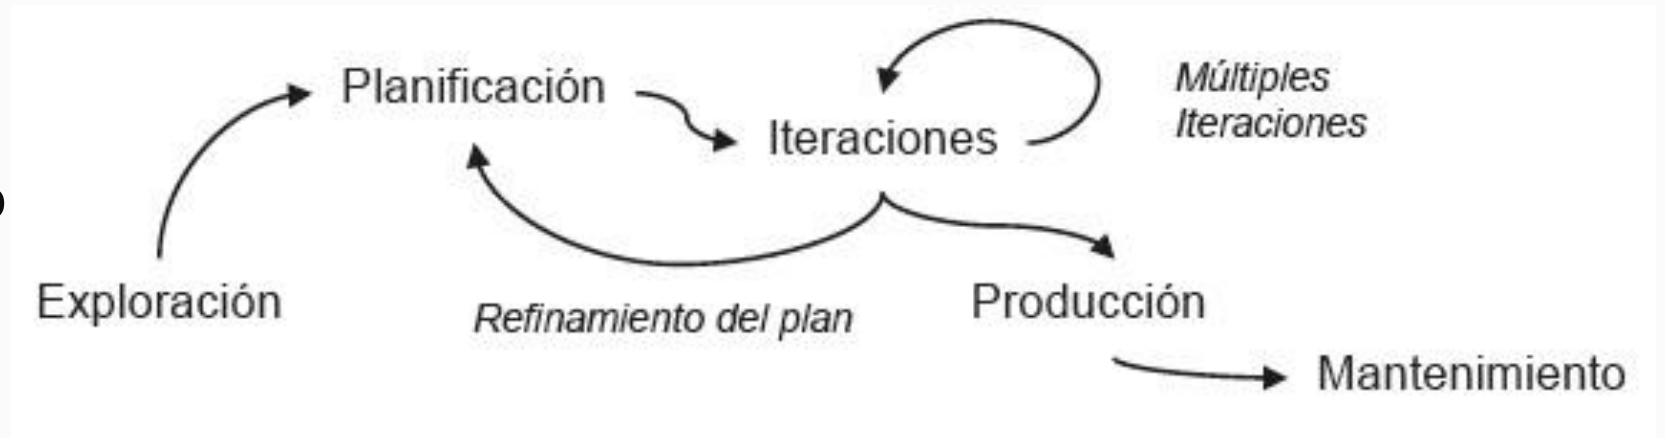 Planificación
Múltiples
Iteraciones
Iteraciones
Exploración
Refinamiento del plan
Producción
Mantenimiento